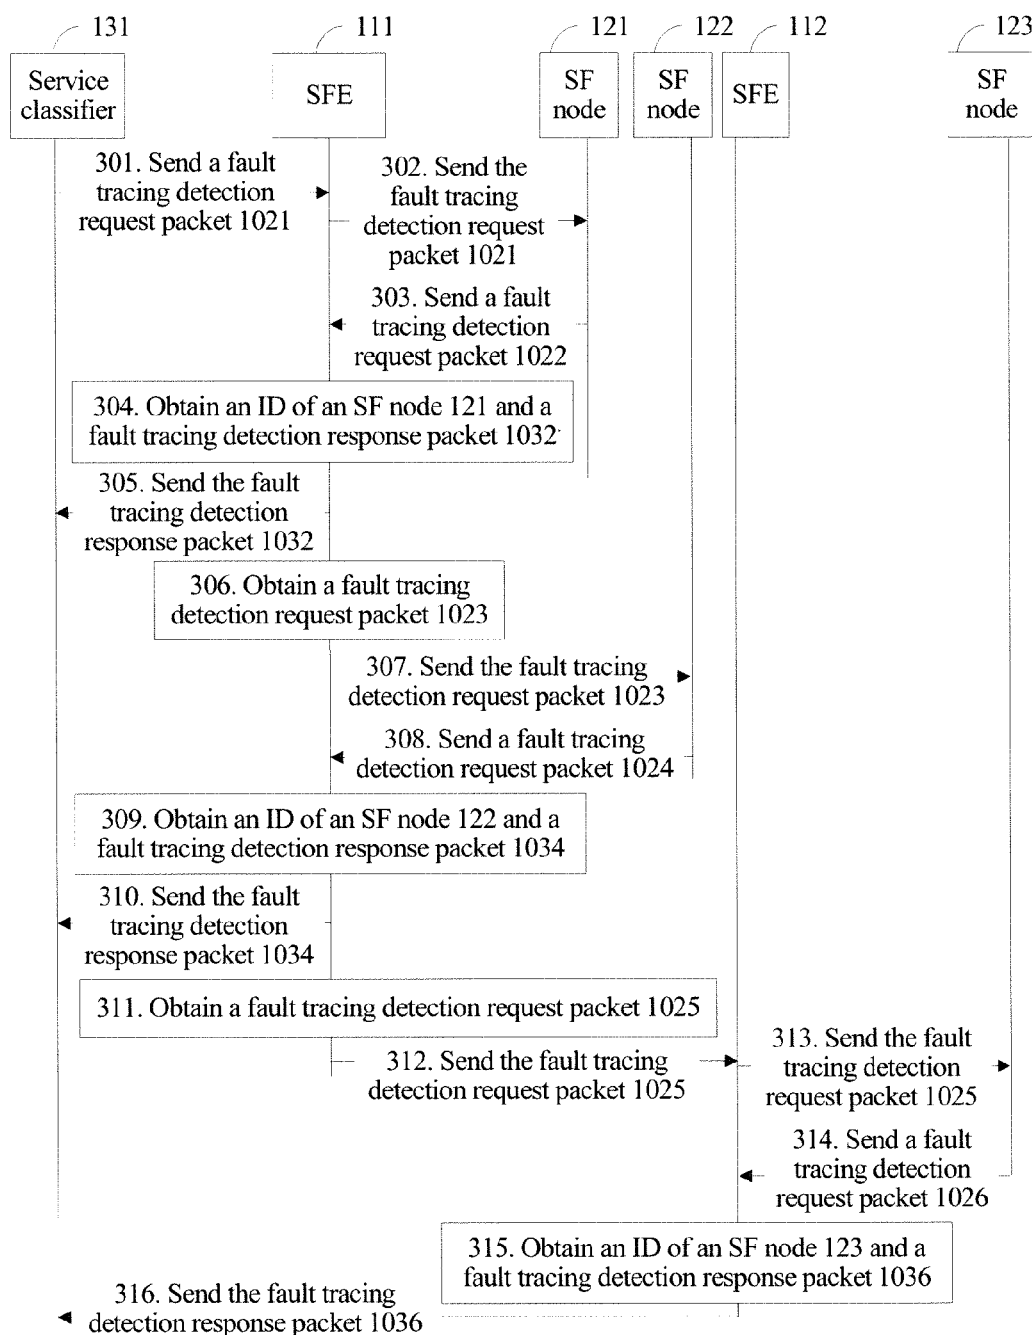 131
111
121
122
112
123
Service
classifier
SFE
SF
node
SF
node
SFE
SF
node
301. Send a fault
tracing detection
request packet 1021
302. Send the
fault tracing
detection request
packet 1021
303. Send a fault
tracing detection
request packet 1022
304. Obtain an ID of an SF node 121 and a
fault tracing detection response packet 1032
305. Send the fault
tracing detection
response packet 1032
306. Obtain a fault tracing
detection request packet 1023
307. Send the fault tracing
detection request packet 1023
308. Send a fault tracing
detection request packet 1024
309. Obtain an ID of an SF node 122 and a
fault tracing detection response packet 1034
310. Send the fault
tracing detection
response packet 1034
311. Obtain a fault tracing detection request packet 1025
312. Send the fault tracing
detection request packet 1025
313. Send the fault
tracing detection
request packet 1025
314. Send a fault
tracing detection
request packet 1026
315. Obtain an ID of an SF node 123 and a
fault tracing detection response packet 1036
316. Send the fault tracing
detection response packet 1036